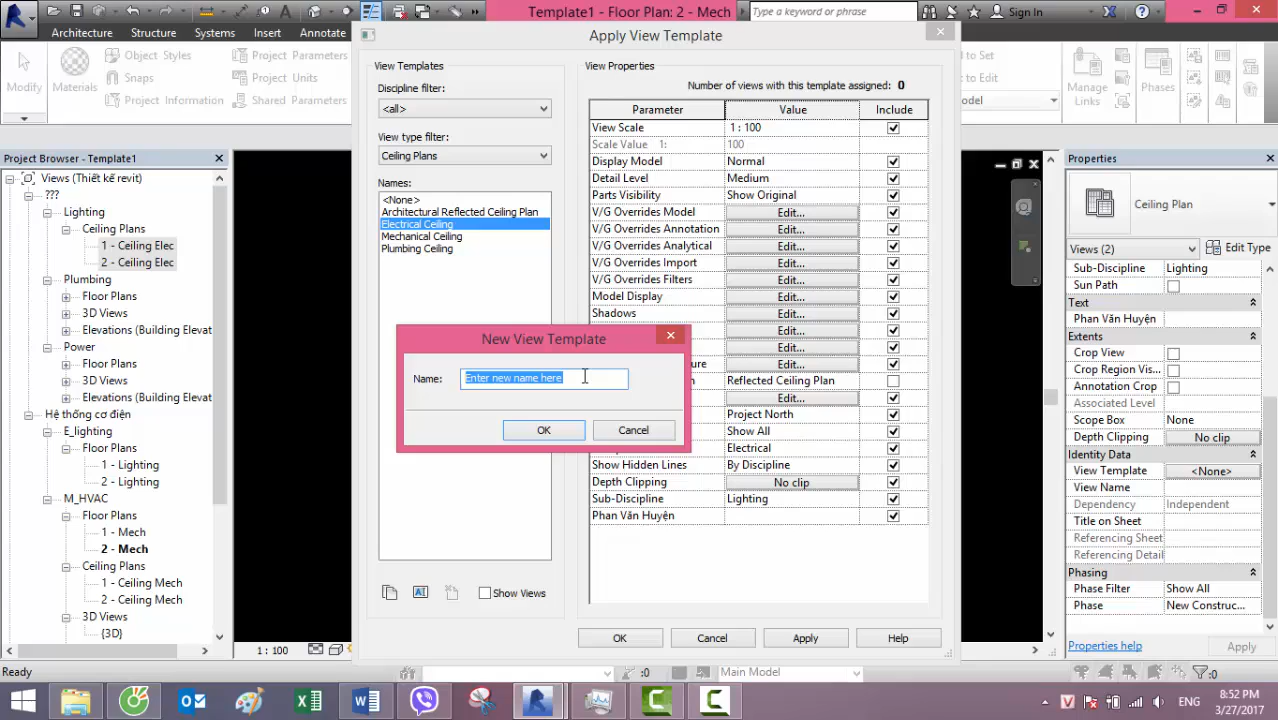 Template1 - Floor Plan: 2 - Mech
Type a keyword or phrase
Sign In
Architecture
Structure
Systems
Insert
Annotate
Modify
Materials
Object Styles
Snaps
Project Information
Project Parameters
Project Units
Shared Parameters
to Set
to Edit
odel
Manage
Links
Phases
Project Browser - Template1
Views (Thiết kế revit)
???
Lighting
Ceiling Plans
1 - Ceiling Elec
2 - Ceiling Elec
Plumbing
Floor Plans
3D Views
Elevations (Building Elevat
Power
Floor Plans
3D Views
Elevations (Building Elevat
Hệ thống cơ điện
E_lighting
Floor Plans
1 - Lighting
2 - Lighting
M_HVAC
Floor Plans
1 - Mech
2 - Mech
Ceiling Plans
1 - Ceiling Mech
2 - Ceiling Mech
3D Views
{3D}
Apply View Template
View Templates
Discipline filter:
<all>
View type filter:
Ceiling Plans
Names:
<None>
Architectural Reflected Ceiling Plan
Electrical Ceiling
Mechanical Ceiling
Plumbing Ceiling
Show Views
View Properties
Number of views with this template assigned: 0
Parameter Value Include
View Scale 1 : 100
Scale Value 1: 100
Display Model Normal
Detail Level Medium
Parts Visibility Show Original
V/G Overrides Model Edit...
V/G Overrides Annotation Edit...
V/G Overrides Analytical Edit...
V/G Overrides Import Edit...
V/G Overrides Filters Edit...
Model Display Edit...
Shadows Edit...
Edit...
Edit...
ure Edit...
n Reflected Ceiling Plan
Edit...
Project North
Show All
Electrical
Show Hidden Lines By Discipline
Depth Clipping No clip
Sub-Discipline Lighting
Phan Văn Huyện
OK Cancel Apply Help
New View Template
Name: Enter new name here
OK Cancel
Properties
Ceiling Plan
Views (2) Edit Type
Sub-Discipline Lighting
Sun Path
Text
Phan Văn Huyện
Extents
Crop View
Crop Region Vis...
Annotation Crop
Associated Level
Scope Box None
Depth Clipping No clip
Identity Data
View Template <None>
View Name
Dependency Independent
Title on Sheet
Referencing Sheet
Referencing Detail
Phasing
Phase Filter Show All
Phase New Construc...
Properties help Apply
1 : 100
Ready
:0
Main Model
:0
ENG
8:52 PM
3/27/2017